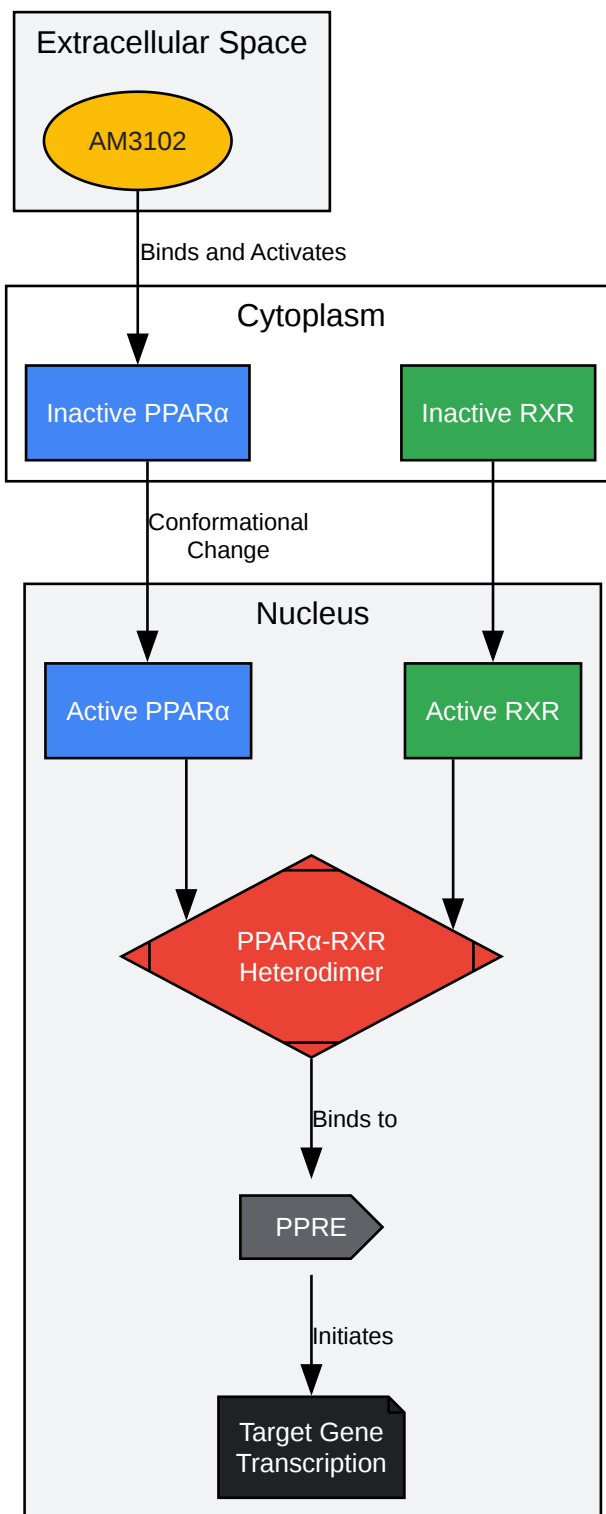 Extracellular Space
AM3102
Binds and Activates
Cytoplasm
Inactive PPARα
Inactive RXR
Conformational
Change
Nucleus
Active PPARα
Active RXR
PPARα-RXR
Heterodimer
Binds to
PPRE
Initiates
Target Gene
Transcription